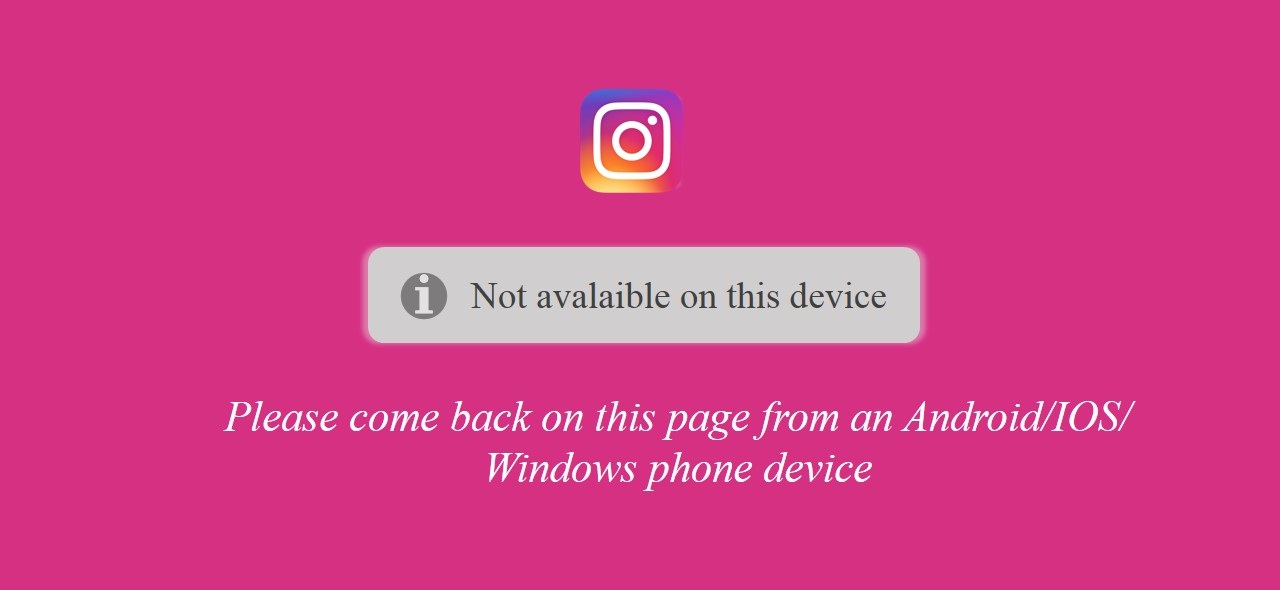 Not avalaible on this device
Please come back on this page from an Android/IOS/
Windows phone device